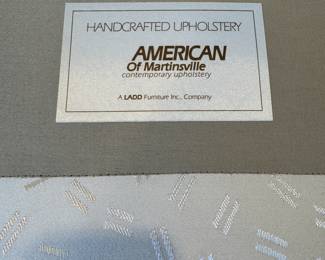 HANDCRAFTED UPHOLSTERY
AMERICAN
Of Martinsville
contemporary upholstery
A LADD Furniture Inc., Company